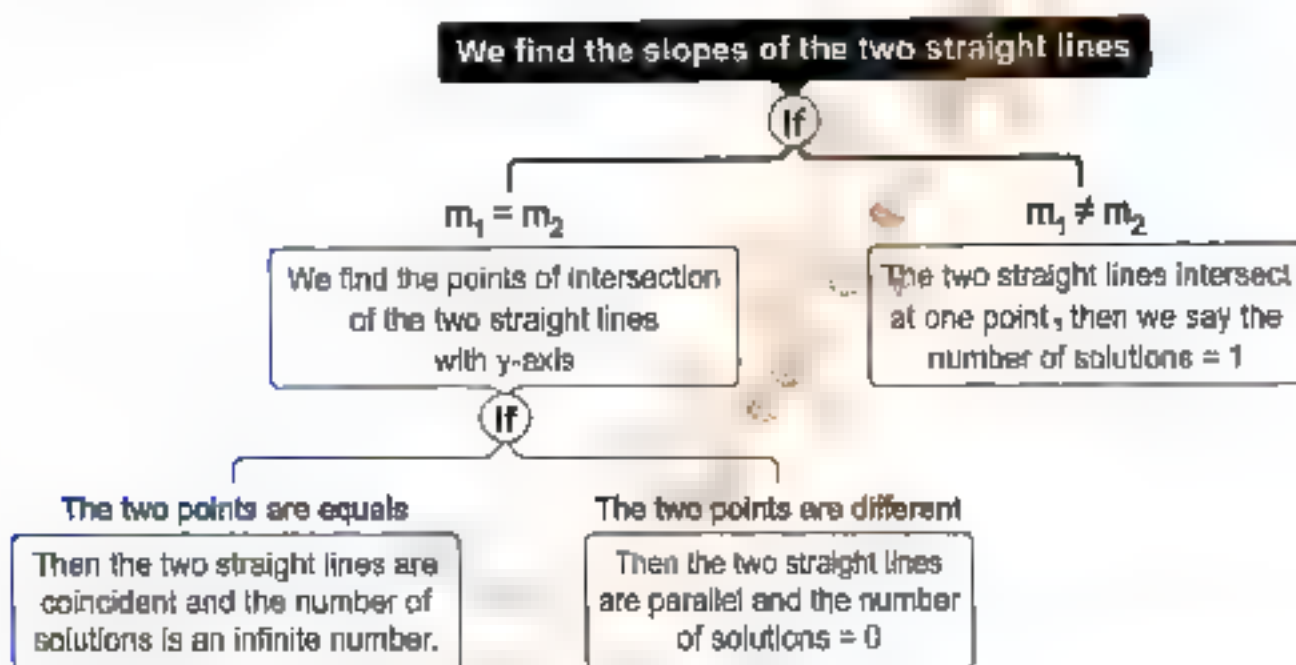 We find the slopes of the two straight lines
If
m₁ = m₂
We find the points of intersection
of the two straight lines
with y-axis
m₁ ≠ m₂
The two straight lines intersect
at one point, then we say the
number of solutions = 1
If
The two points are equals
Then the two straight lines are
coincident and the number of
solutions is an infinite number.
The two points are different
Then the two straight lines
are parallel and the number
of solutions = 0